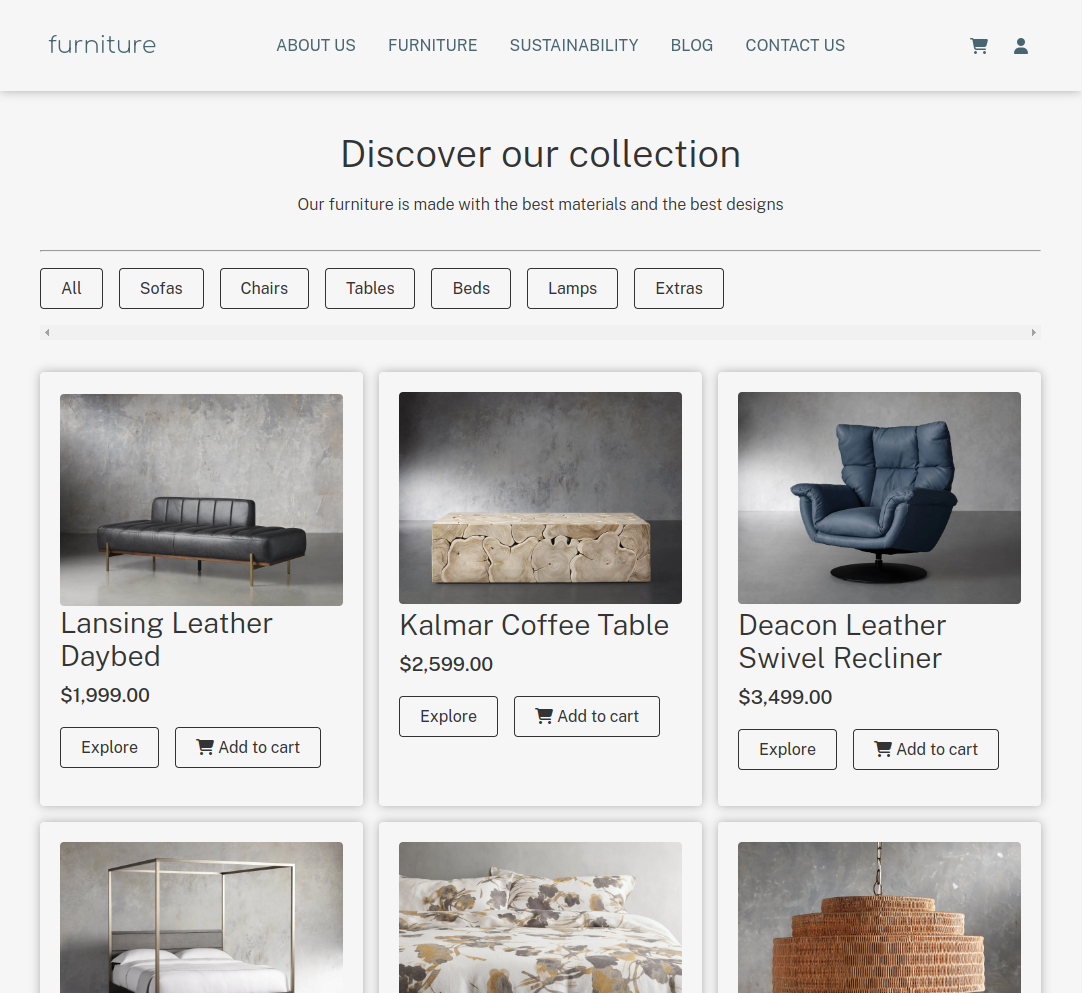 furniture
ABOUT US
FURNITURE
SUSTAINABILITY
BLOG
CONTACT US
Discover our collection
Our furniture is made with the best materials and the best designs
All
Sofas
Chairs
Tables
Beds
Lamps
Extras
Lansing Leather
Daybed
$1,999.00
Explore
Add to cart
Kalmar Coffee Table
$2,599.00
Explore
Add to cart
Deacon Leather
Swivel Recliner
$3,499.00
Explore
Add to cart